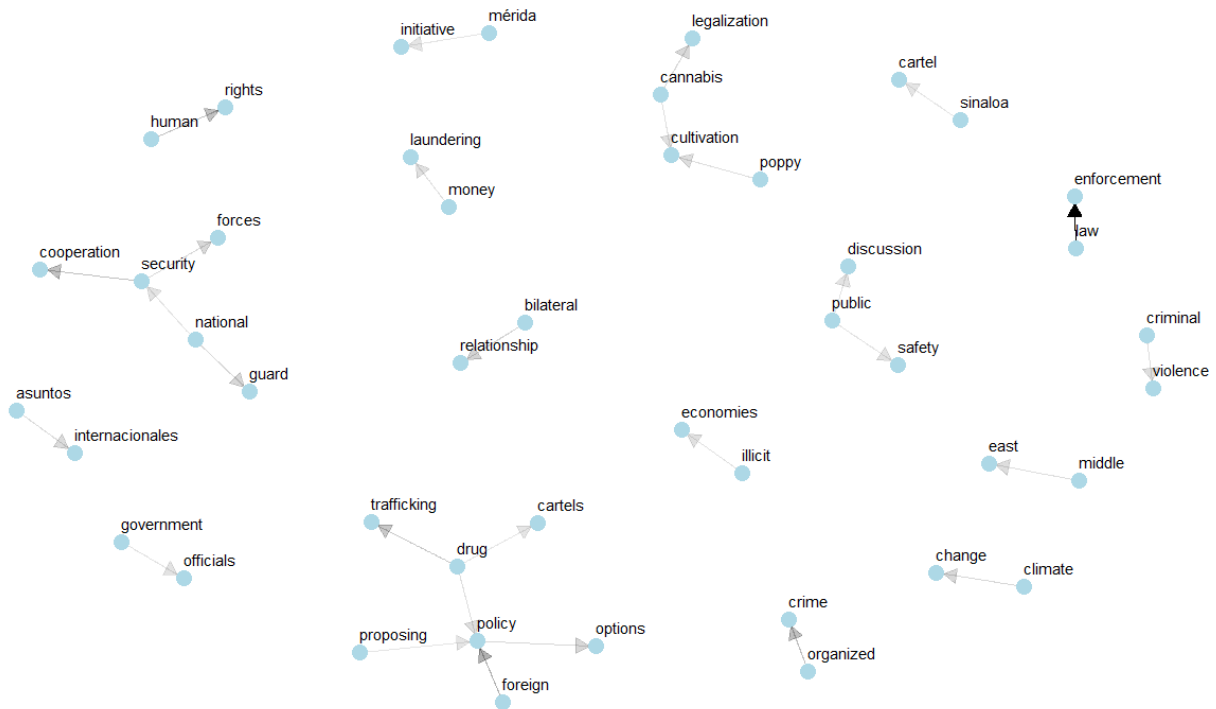 mérida
initiative
legalization
cartel
cannabis
sinaloa
rights
human
cultivation
laundering
poppy
money
enforcement
law
forces
cooperation
security
discussion
public
national
bilateral
relationship
safety
criminal
violence
guard
asuntos
internacionales
economies
illicit
east
middle
trafficking
cartels
government
officials
drug
change
climate
crime
proposing
policy
options
organized
foreign